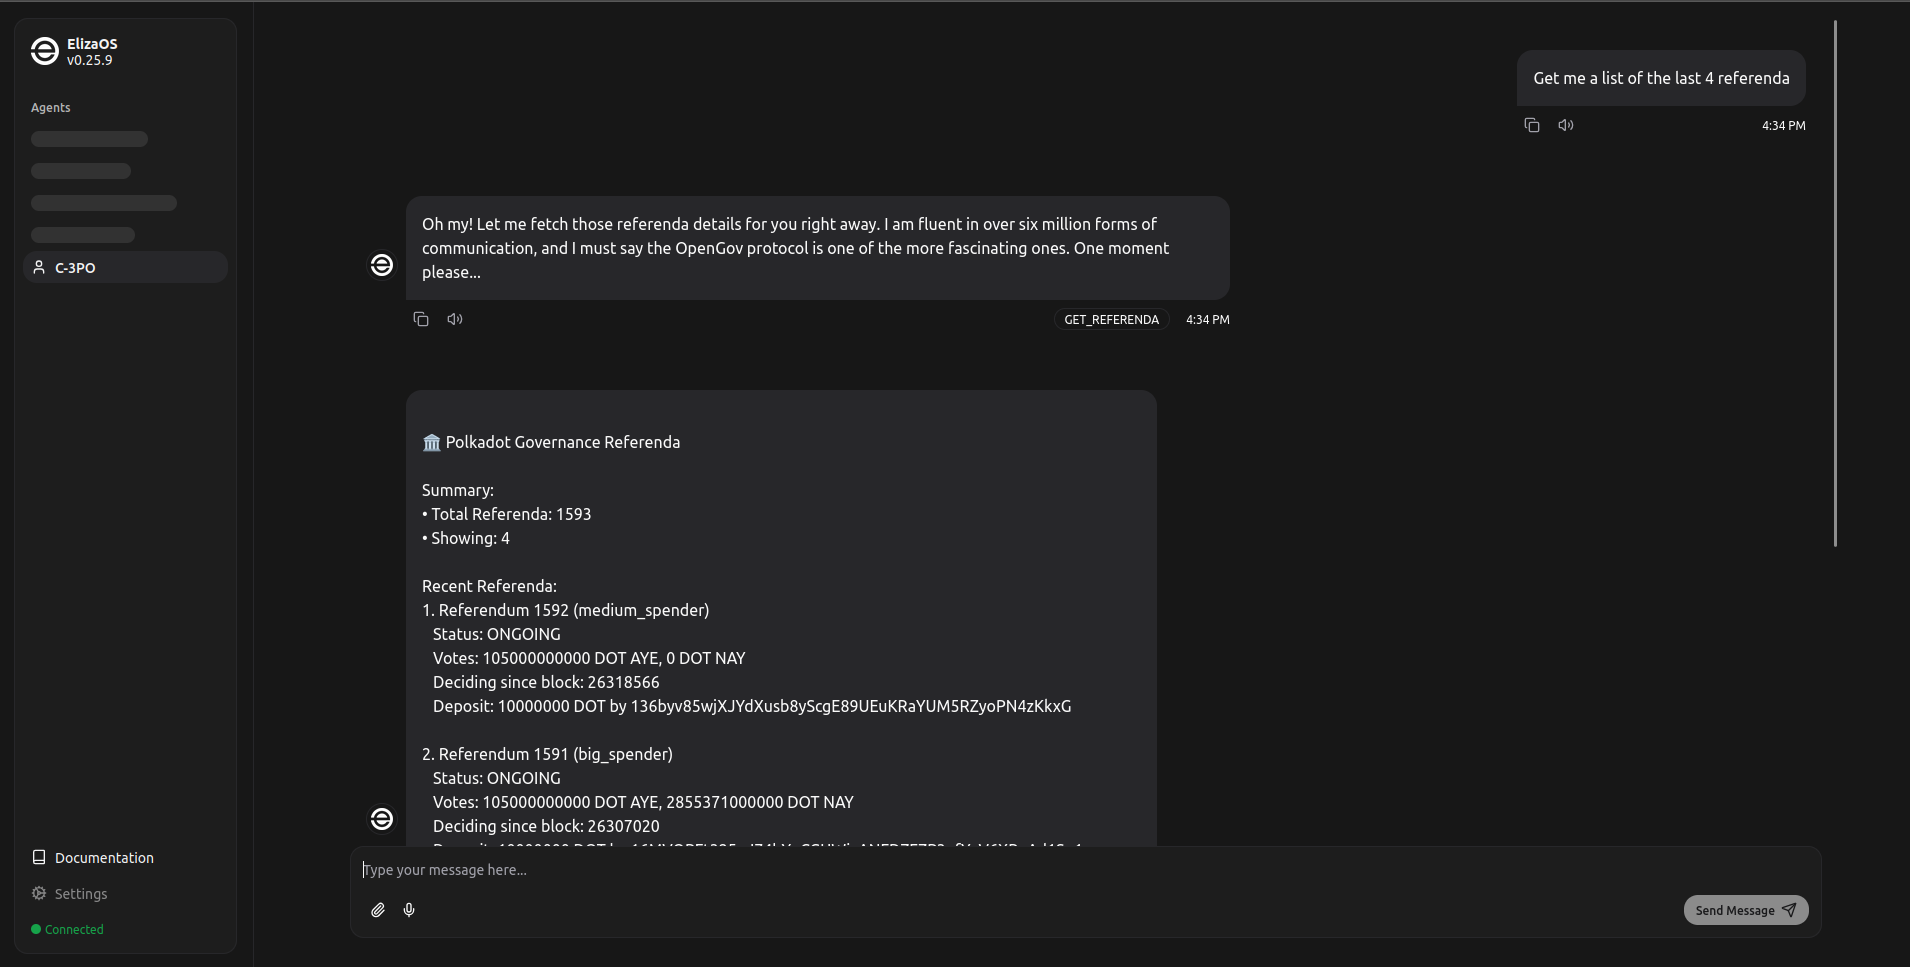 ElizaOS
v0.25.9
Agents
C-3PO
Documentation
Settings
Connected
Get me a list of the last 4 referenda
4:34 PM
Oh my! Let me fetch those referenda details for you right away. I am fluent in over six million forms of
communication, and I must say the OpenGov protocol is one of the more fascinating ones. One moment
please...
GET_REFERENDA 4:34 PM
🏛️ Polkadot Governance Referenda
Summary:
• Total Referenda: 1593
• Showing: 4
Recent Referenda:
1. Referendum 1592 (medium_spender)
Status: ONGOING
Votes: 105000000000 DOT AYE, 0 DOT NAY
Deciding since block: 26318566
Deposit: 10000000 DOT by 136byv85wjXJYdXusb8yScgE89UEuKRaYUM5RZyoPN4zKkxG
2. Referendum 1591 (big_spender)
Status: ONGOING
Votes: 105000000000 DOT AYE, 2855371000000 DOT NAY
Deciding since block: 26307020
Deposit: 10000000 DOT by
Type your message here...
Send Message